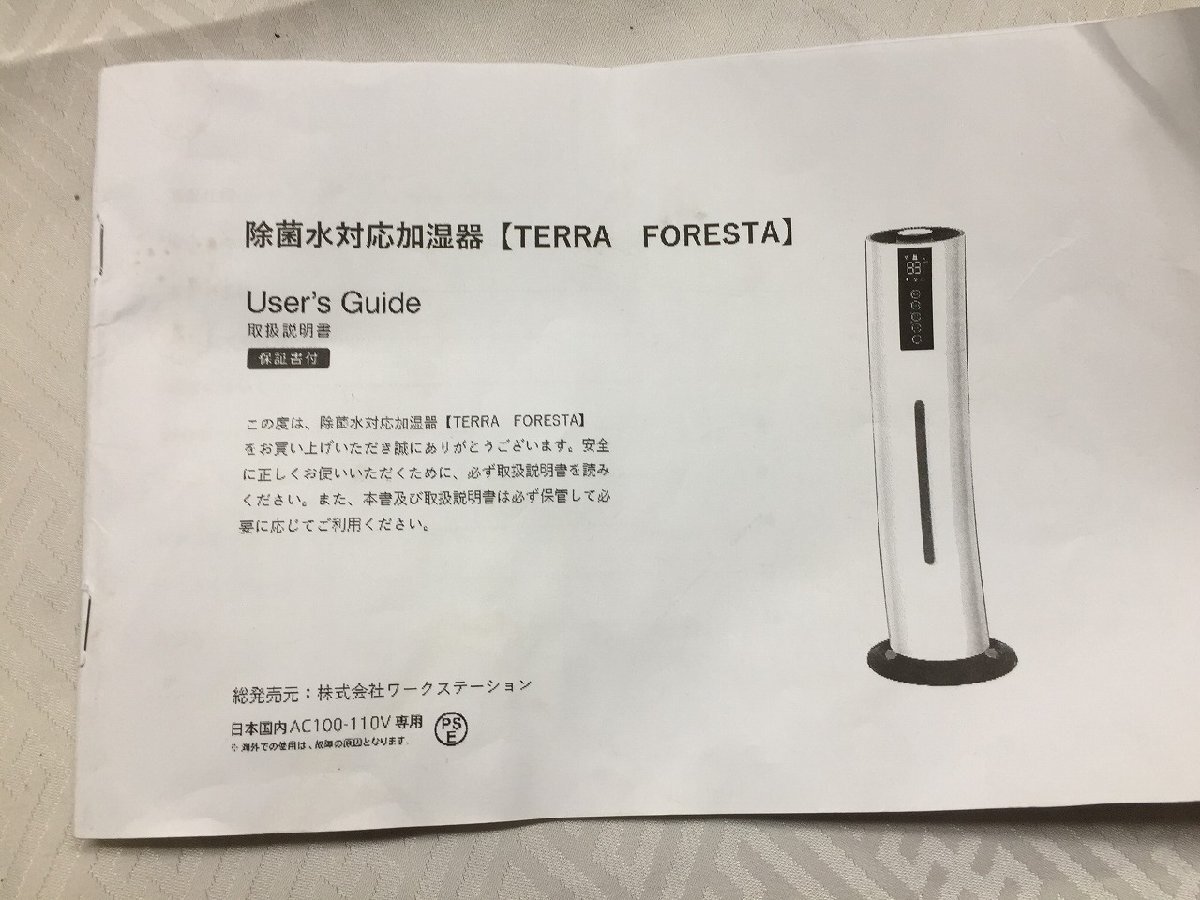 除菌水対応加湿器【TERRA FORESTA】
User's Guide
取扱説明書
保証書付
この度は、除菌水対応加湿器【TERRA FORESTA】
をお買い上げいただき誠にありがとうございます。安全
に正しくお使いいただくために、必ず取扱説明書を読み
ください。また、本書及び取扱説明書は必ず保管して必
要に応じてご利用ください。
総発売元：株式会社ワークステーション
日本国内AC100-110V専用
PS
E
※海外での使用は、故障の原因となります。
83